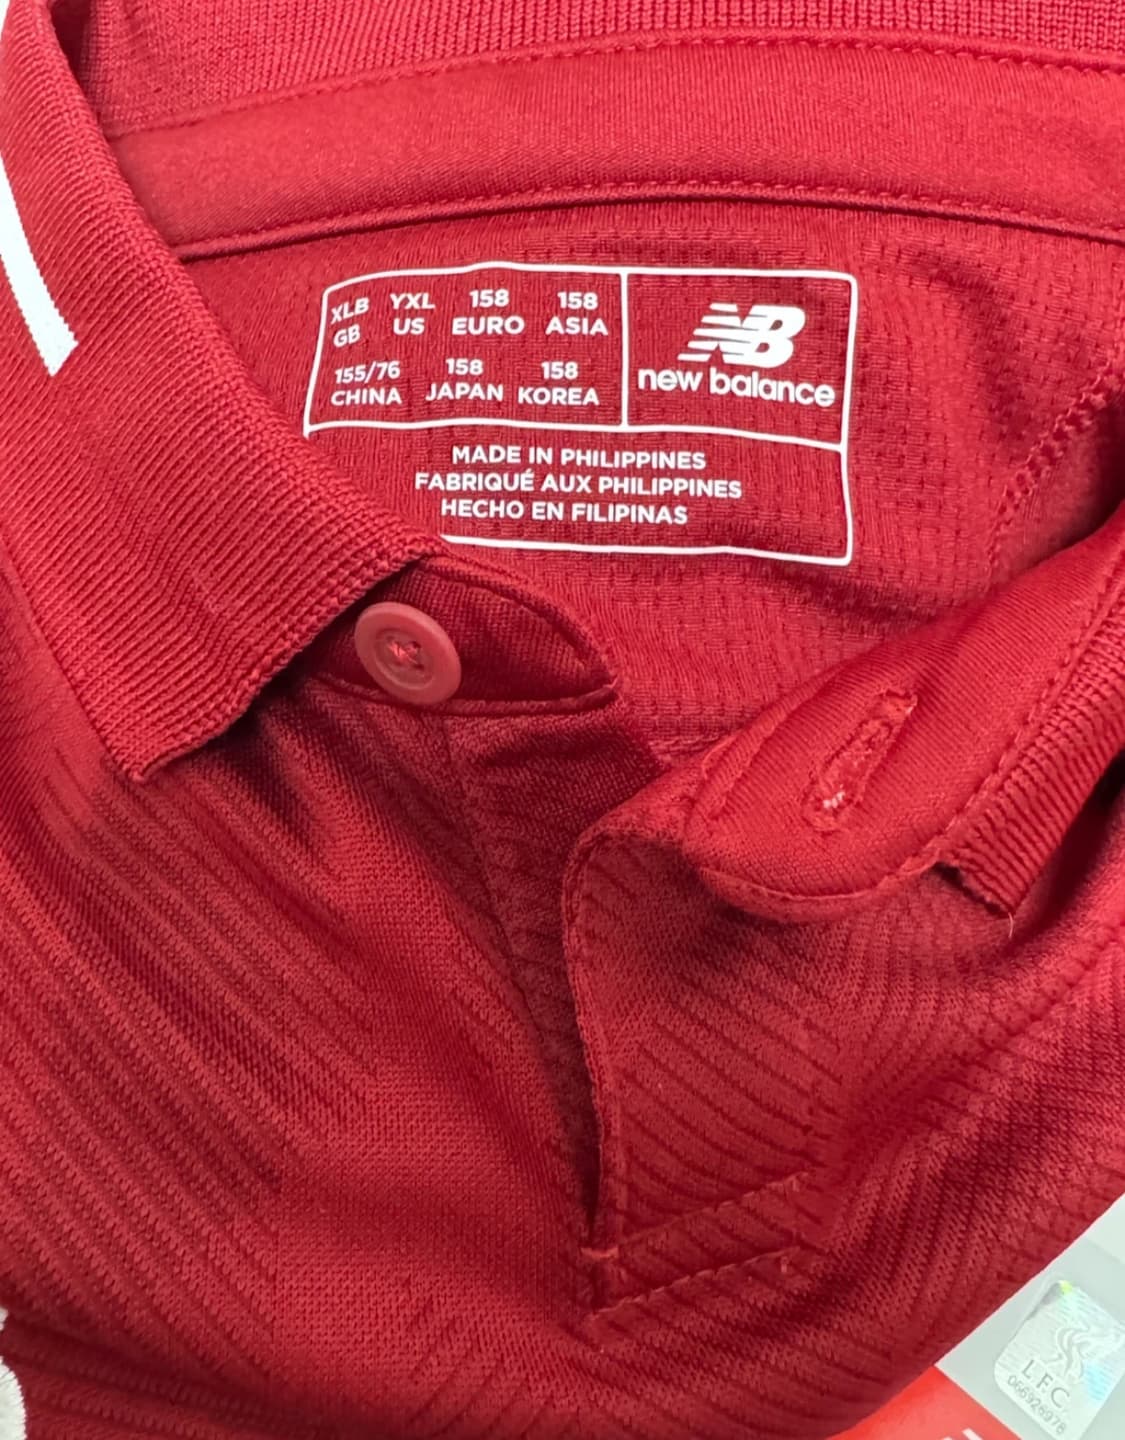 XLB YXL 158 158
GB US EURO ASIA
155/76 158 158
CHINA JAPAN KOREA
NB
new balance
MADE IN PHILIPPINES
FABRIQUÉ AUX PHILIPPINES
HECHO EN FILIPINAS
L.F.C.
066926976